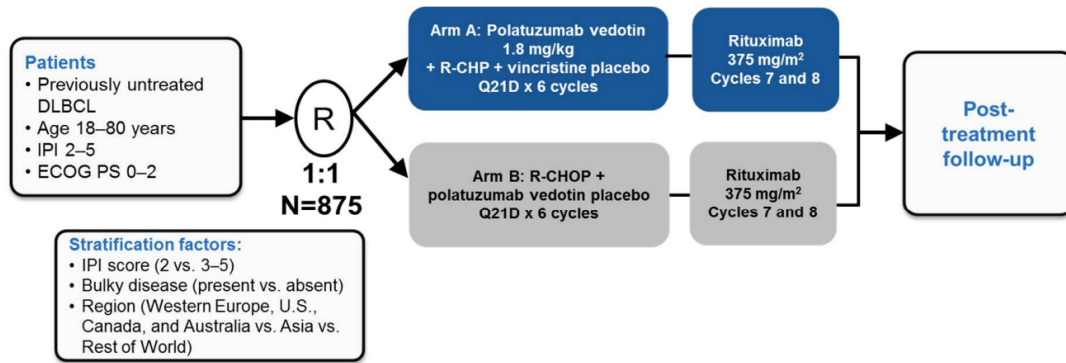 Patients
• Previously untreated
DLBCL
• Age 18–80 years
• IPI 2–5
• ECOG PS 0–2
R
1:1
N=875
Arm A: Polatuzumab vedotin
1.8 mg/kg
+ R-CHP + vincristine placebo
Q21D x 6 cycles
Rituximab
375 mg/m²
Cycles 7 and 8
Arm B: R-CHOP +
polatuzumab vedotin placebo
Q21D x 6 cycles
Rituximab
375 mg/m²
Cycles 7 and 8
Post-
treatment
follow-up
Stratification factors:
• IPI score (2 vs. 3–5)
• Bulky disease (present vs. absent)
• Region (Western Europe, U.S.,
Canada, and Australia vs. Asia vs.
Rest of World)